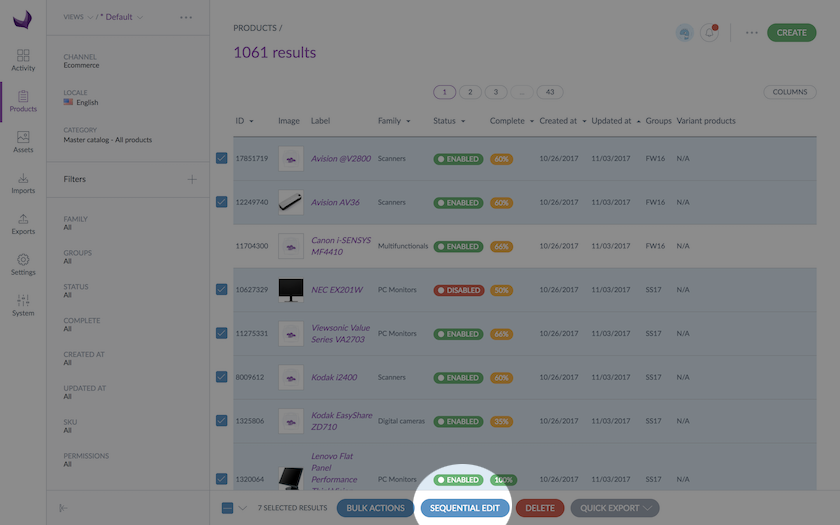 VIEWS / * Default
PRODUCTS /
1061 results
CREATE
Activity
Products
Assets
Imports
Exports
Settings
System
CHANNEL
Ecommerce
LOCALE
English
CATEGORY
Master catalog - All products
Filters
FAMILY
All
GROUPS
All
STATUS
All
COMPLETE
All
CREATED AT
All
UPDATED AT
All
SKU
All
PERMISSIONS
All
1 2 3 ... 43 COLUMNS
ID Image Label Family Status Complete Created at Updated at Groups Variant products
17851719 Avision @V2800 Scanners ENABLED 60% 10/26/2017 11/03/2017 FW16 N/A
12249740 Avision AV36 Scanners ENABLED 60% 10/26/2017 11/03/2017 FW16 N/A
11704300 Canon i-SENSYS Multifunctionals ENABLED 66% 10/26/2017 11/03/2017 FW16 N/A
MF4410
10627329 NEC EX201W PC Monitors DISABLED 50% 10/26/2017 11/03/2017 SS17 N/A
11275331 Viewsonic Value PC Monitors ENABLED 66% 10/26/2017 11/03/2017 SS17 N/A
Series VA2703
8009612 Kodak i2400 Scanners ENABLED 60% 10/26/2017 11/03/2017 SS17 N/A
1325806 Kodak EasyShare Digital cameras ENABLED 35% 10/26/2017 11/03/2017 SS17 N/A
ZD710
1320064 Lenovo Flat PC Monitors ENABLED 100% 10/26/2017 11/03/2017 SS17 N/A
Panel
Performance
7 SELECTED RESULTS BULK ACTIONS SEQUENTIAL EDIT DELETE QUICK EXPORT